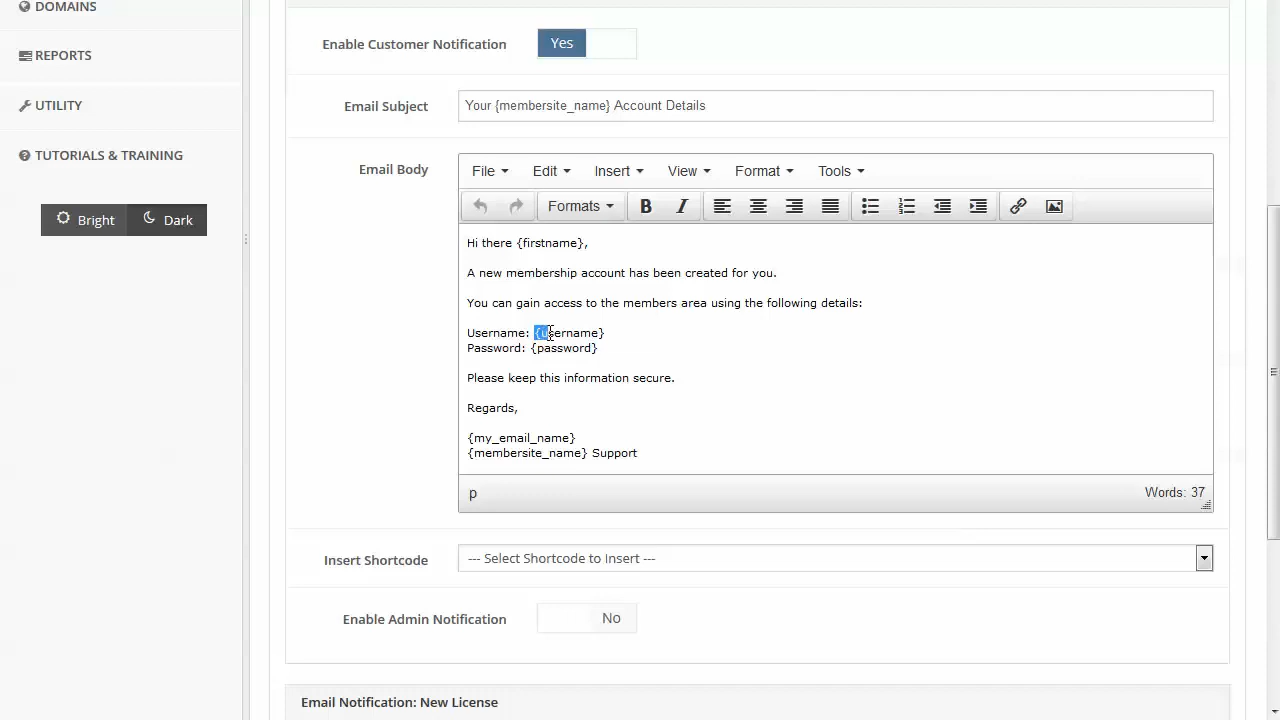 DOMAINS
REPORTS
UTILITY
TUTORIALS & TRAINING
Bright Dark
Enable Customer Notification Yes
Email Subject Your {membersite_name} Account Details
Email Body
File Edit Insert View Format Tools
Formats B I
Hi there {firstname},
A new membership account has been created for you.
You can gain access to the members area using the following details:
Username: {username}
Password: {password}
Please keep this information secure.
Regards,
{my_email_name}
{membersite_name} Support
p Words: 37
Insert Shortcode --- Select Shortcode to Insert ---
Enable Admin Notification No
Email Notification: New License